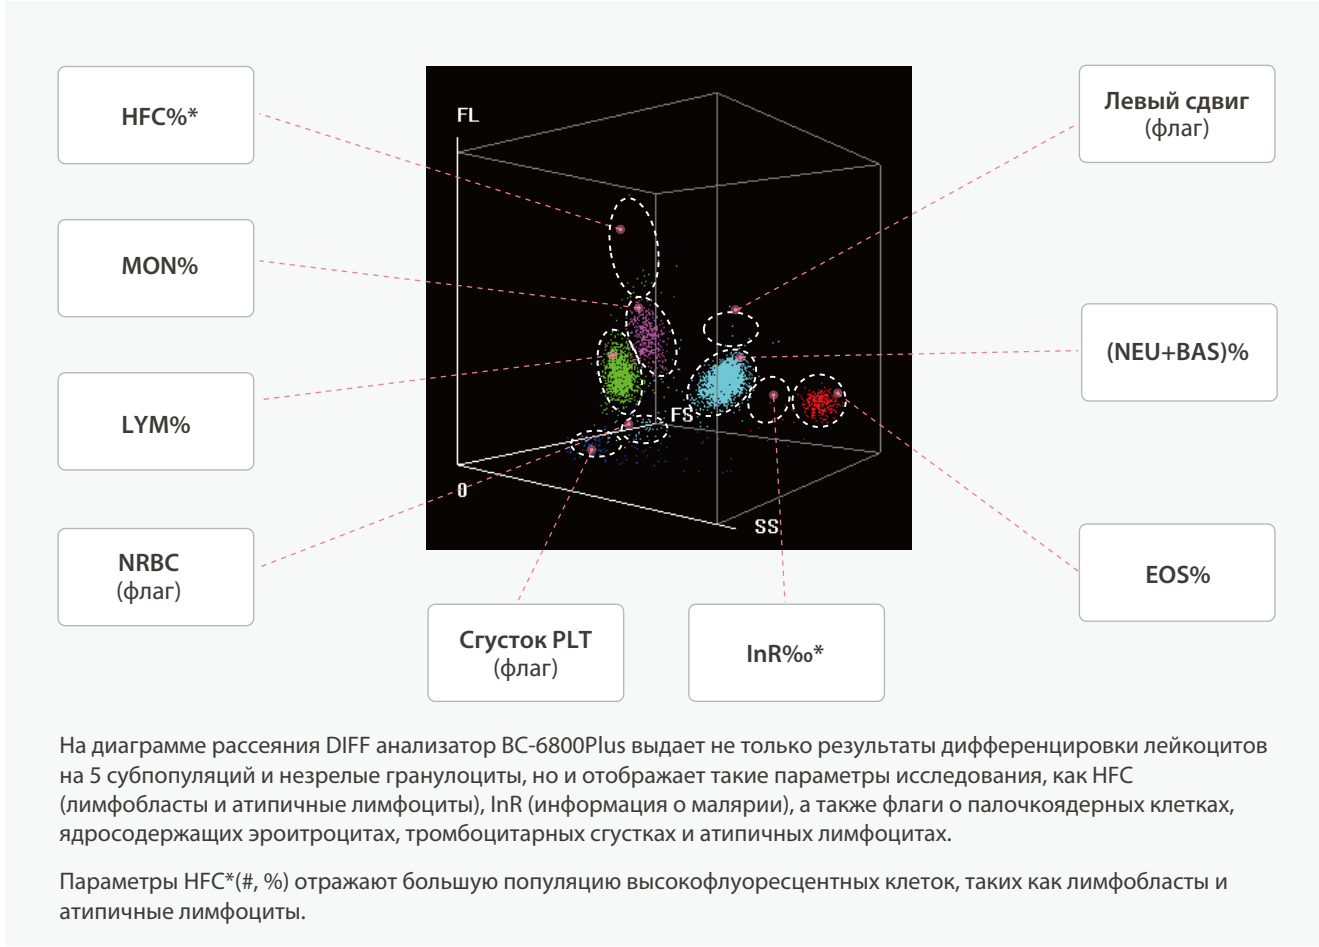 HFC%*
MON%
LYM%
NRBC
(флаг)
FL
FS
0
SS
Левый сдвиг
(флаг)
(NEU+BAS)%
EOS%
Сгусток PLT
(флаг)
InR‰*
На диаграмме рассеяния DIFF анализатор BC-6800Plus выдает не только результаты дифференцировки лейкоцитов
на 5 субпопуляций и незрелые гранулоциты, но и отображает такие параметры исследования, как HFC
(лимфобласты и атипичные лимфоциты), InR (информация о малярии), а также флаги о палочкоядерных клетках,
ядросодержащих эроитроцитах, тромбоцитарных сгустках и атипичных лимфоцитах.
Параметры HFC*(#, %) отражают большую популяцию высокофлуоресцентных клеток, таких как лимфобласты и
атипичные лимфоциты.